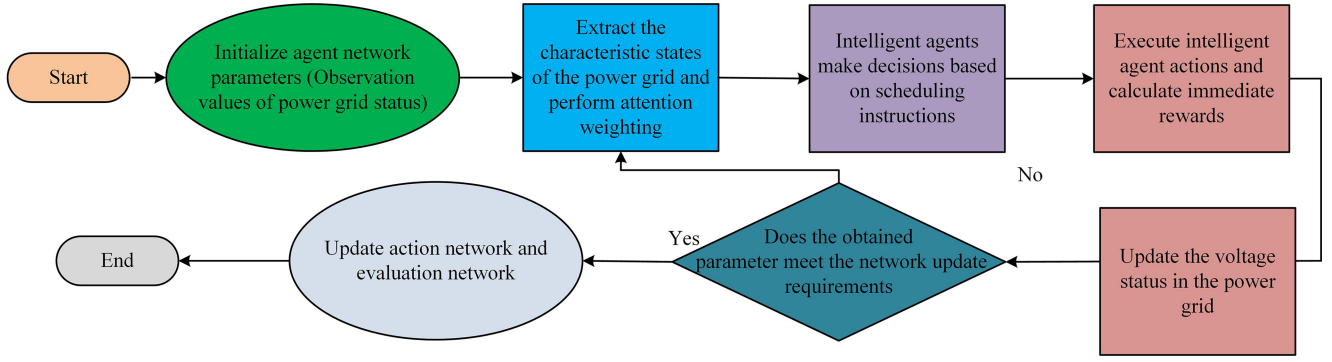 Start
Initialize agent network
parameters (Observation
values of power grid status)
Extract the
characteristic states
of the power grid and
perform attention
weighting
Intelligent agents
make decisions based
on scheduling
instructions
Execute intelligent
agent actions and
calculate immediate
rewards
No
Update the voltage
status in the power
grid
Does the obtained
parameter meet the network update
requirements
Yes
Update action network and
evaluation network
End